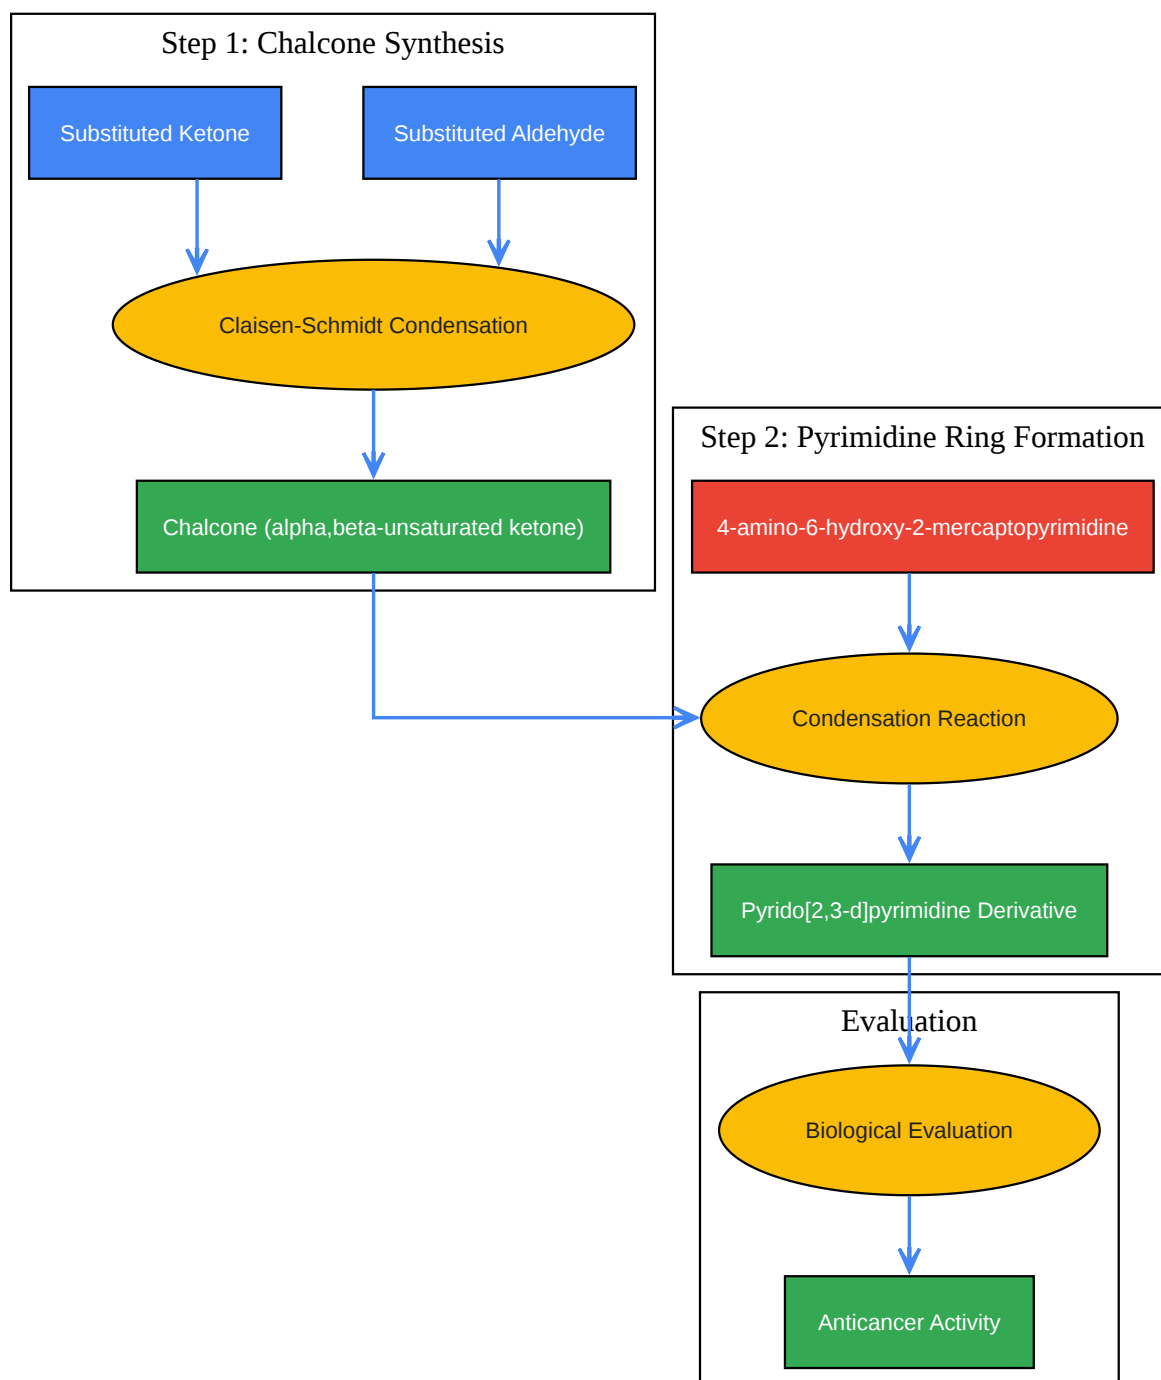 Step 1: Chalcone Synthesis
Substituted Ketone
Substituted Aldehyde
Claisen-Schmidt Condensation
Chalcone (alpha,beta-unsaturated ketone)
Step 2: Pyrimidine Ring Formation
4-amino-6-hydroxy-2-mercaptopyrimidine
Condensation Reaction
Pyrido[2,3-d]pyrimidine Derivative
Evaluation
Biological Evaluation
Anticancer Activity